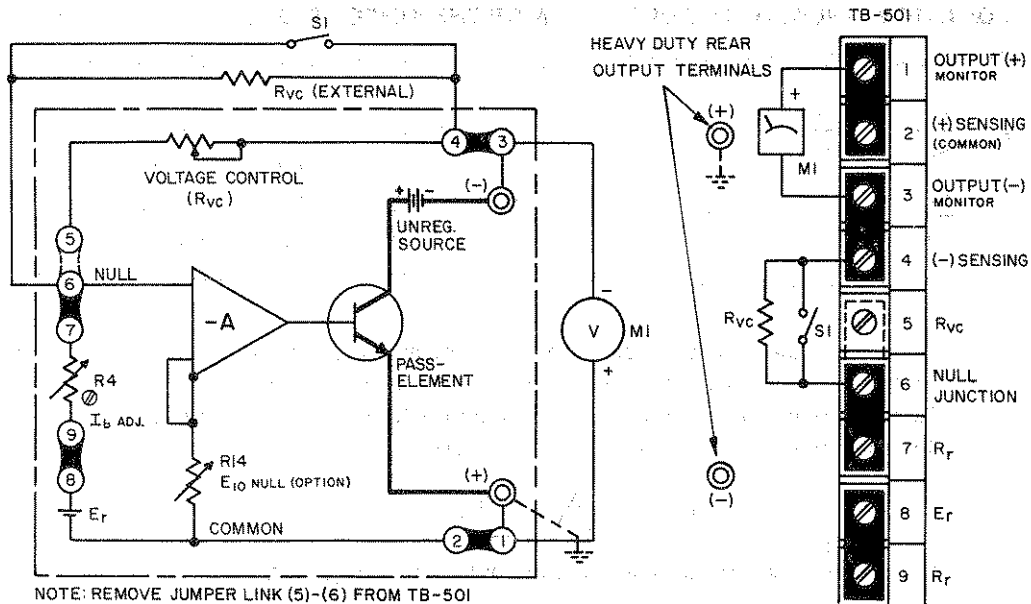 TB-501
S1
RVC (EXTERNAL)
4
3
VOLTAGE CONTROL
(RVC)
(-)
+ -
UNREG.
SOURCE
5
6
NULL
7
-A
PASS-
ELEMENT
R4
Ib ADJ.
9
8
Er
R14
E10 NULL (OPTION)
COMMON
(+)
2
1
-
V
M1
+
NOTE: REMOVE JUMPER LINK (5)-(6) FROM TB-501
HEAVY DUTY REAR
OUTPUT TERMINALS
(+)
(-)
+
M1
RVC
S1
1 OUTPUT (+)
MONITOR
2 (+) SENSING
(COMMON)
3 OUTPUT (-)
MONITOR
4 (-) SENSING
5 RVC
6 NULL
JUNCTION
7 Rr
8 Er
9 Rr